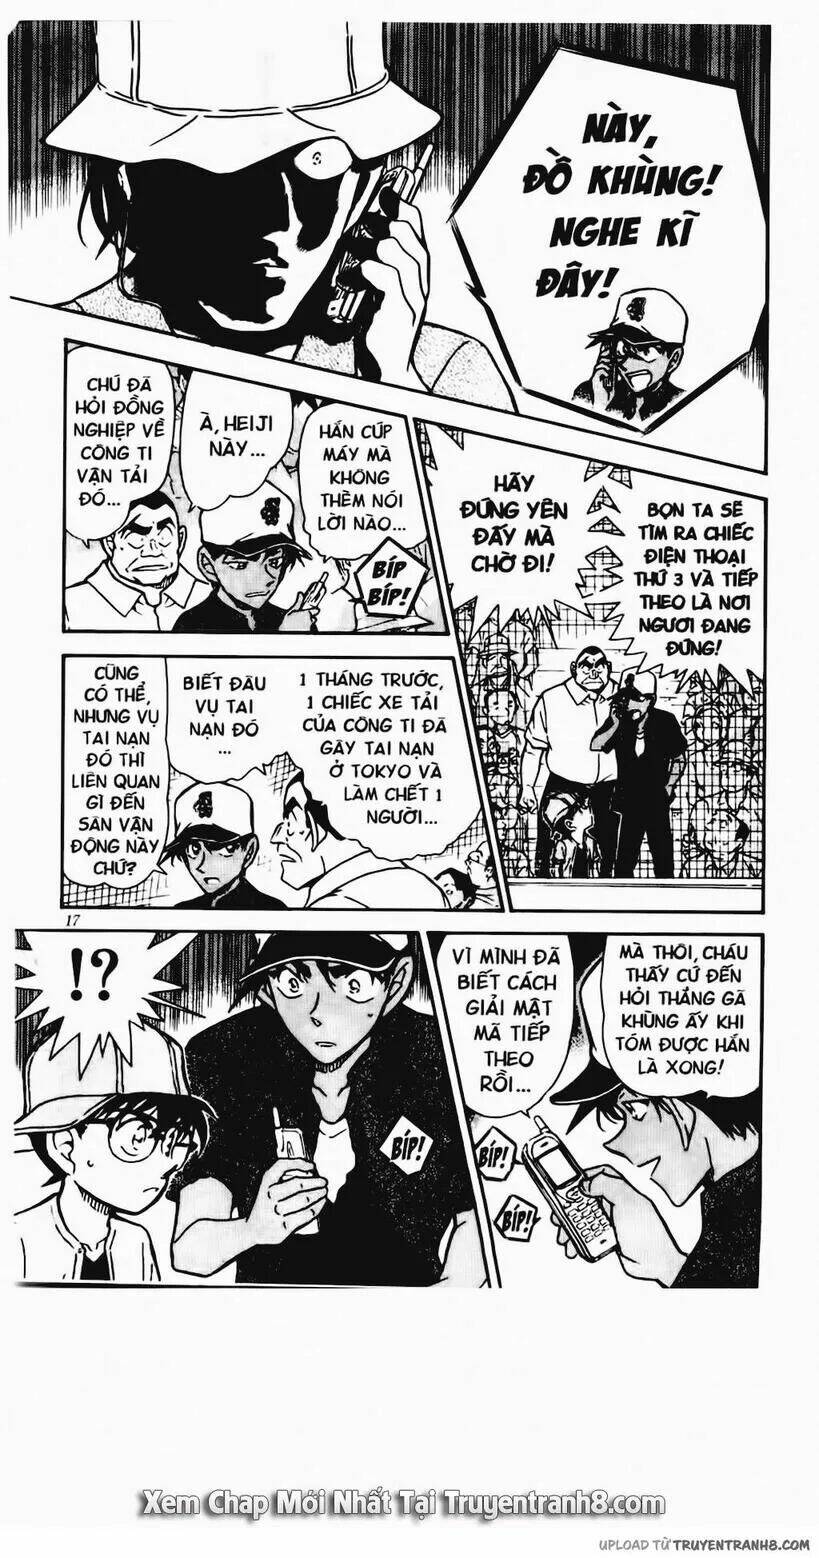 NÀY,
ĐỒ KHÙNG!
NGHE KĨ
ĐÂY!
BỌN TA SẼ
TÌM RA CHIẾC
ĐIỆN THOẠI
THỨ 3 VÀ TIẾP
THEO LÀ NƠI
NGƯƠI ĐANG
ĐỨNG!
HÃY
ĐỨNG YÊN
ĐẤY MÀ
CHỜ ĐI!
HẮN CÚP
MÁY MÀ
KHÔNG
THÈM NÓI
LỜI NÀO...
BÍP
BÍP!
À, HEIJI
NÀY...
CHÚ ĐÃ
HỎI ĐỒNG
NGHIỆP VỀ
CÔNG TI
VẬN TẢI
ĐÓ...
1 THÁNG TRƯỚC,
1 CHIẾC XE TẢI
CỦA CÔNG TI ĐÃ
GÂY TAI NẠN
Ở TOKYO VÀ
LÀM CHẾT 1
NGƯỜI...
BIẾT ĐÂU
VỤ TAI
NẠN ĐÓ
...
CŨNG
CÓ THỂ,
NHƯNG VỤ
TAI NẠN
ĐÓ THÌ
LIÊN QUAN
GÌ ĐẾN
SÂN VẬN
ĐỘNG NÀY
CHỨ?
17
MÀ THÔI, CHÁU
THẤY CỨ ĐẾN
HỎI THẲNG GÃ
KHÙNG ẤY KHI
TÓM ĐƯỢC HẮN
LÀ XONG!
VÌ MÌNH ĐÃ
BIẾT CÁCH
GIẢI MẬT
MÃ TIẾP
THEO
RỒI...
BÍP!
BÍP!
BÍP!
BÍP!
!?
Xem Chap Mới Nhất Tại Truyentranh8.com
UPLOAD TỪ TRUYENTRANH8.COM